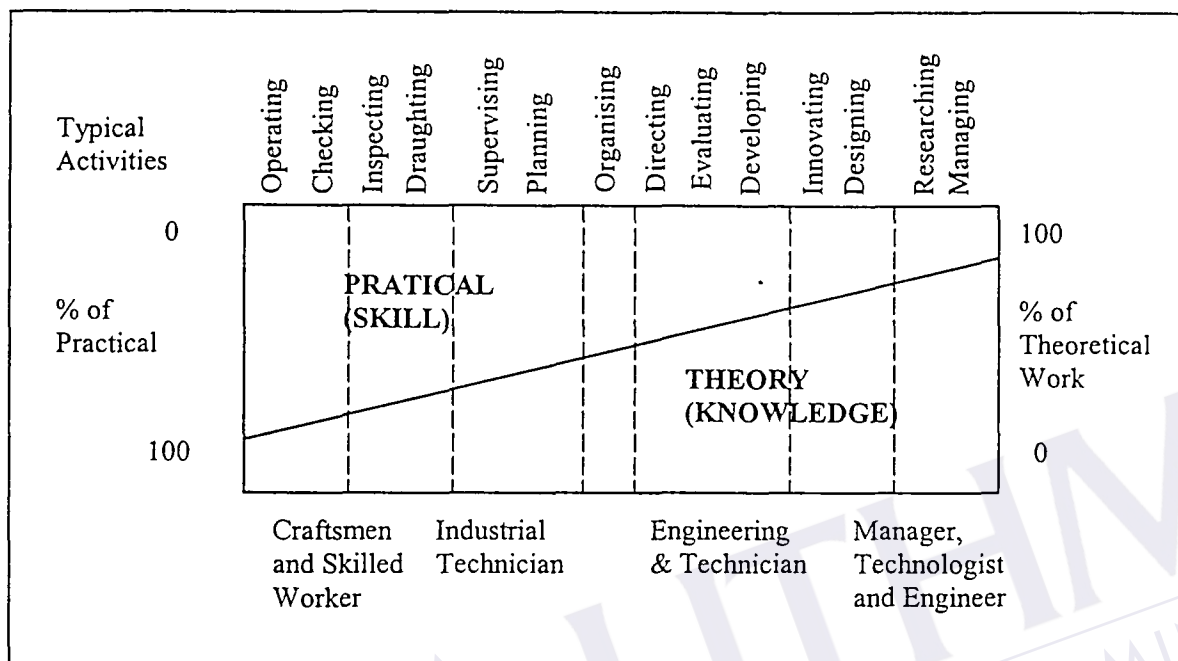 Typical
Activities
Operating
Checking
Inspecting
Draughting
Supervising
Planning
Organising
Directing
Evaluating
Developing
Innovating
Designing
Researching
Managing
0
100
% of
Practical
100
0
PRATICAL
(SKILL)
THEORY
(KNOWLEDGE)
% of
Theoretical
Work
Craftsmen
and Skilled
Worker
Industrial
Technician
Engineering
& Technician
Manager,
Technologist
and Engineer
UTHM